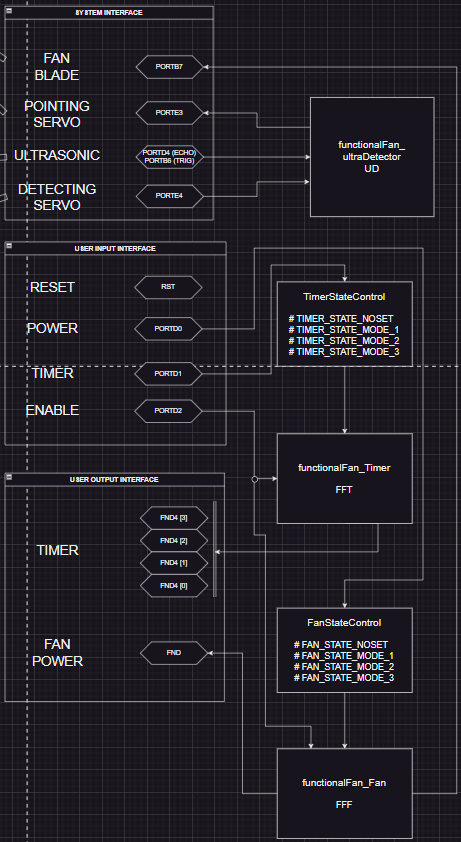 SYSTEM INTERFACE
FAN
BLADE
PORTB7
POINTING
SERVO
PORTE3
ULTRASONIC
PORTD4 (ECHO)
PORTB6 (TRIG)
DETECTING
SERVO
PORTE4
functionalFan_
ultraDetector
UD
USER INPUT INTERFACE
RESET
RST
POWER
PORTD0
TIMER
PORTD1
ENABLE
PORTD2
TimerStateControl
# TIMER_STATE_NOSET
# TIMER_STATE_MODE_1
# TIMER_STATE_MODE_2
# TIMER_STATE_MODE_3
functionalFan_Timer
FFT
USER OUTPUT INTERFACE
TIMER
FND4 [3]
FND4 [2]
FND4 [1]
FND4 [0]
FAN
POWER
FND
FanStateControl
# FAN_STATE_NOSET
# FAN_STATE_MODE_1
# FAN_STATE_MODE_2
# FAN_STATE_MODE_3
functionalFan_Fan
FFF